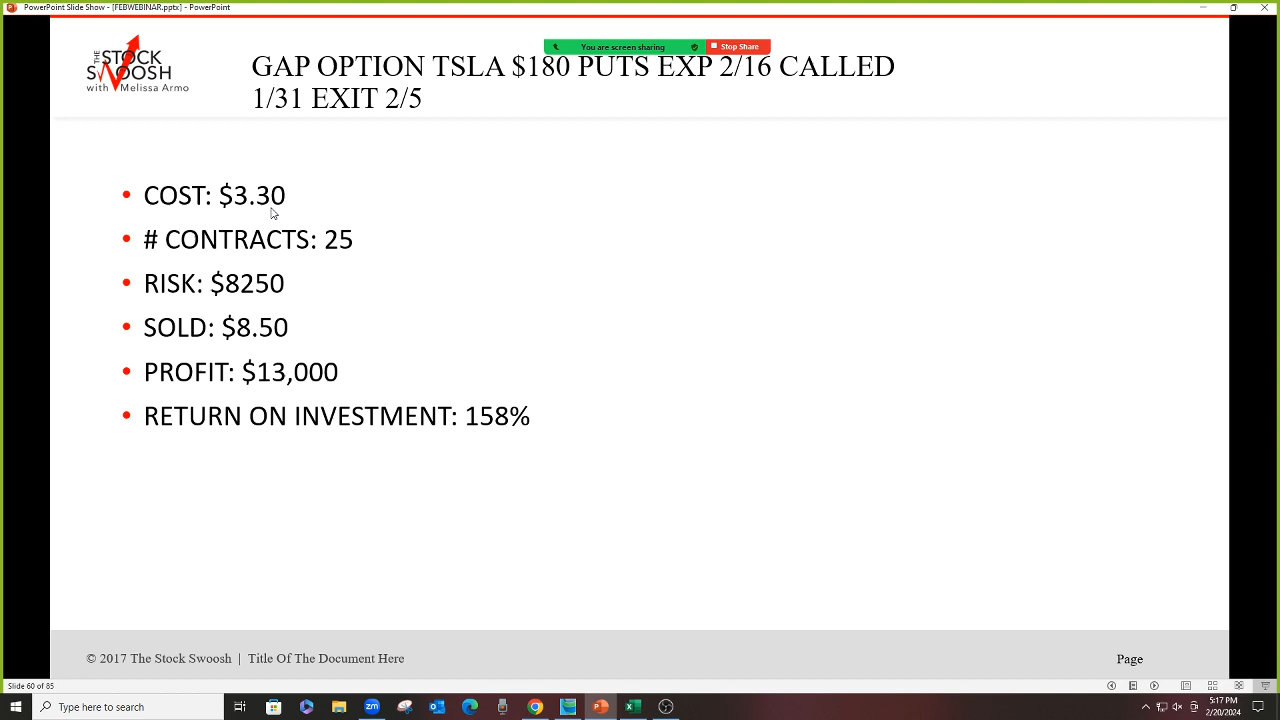 PowerPoint Slide Show - [FEBWEBINAR.pptx] - PowerPoint
You are screen sharing
Stop Share
THE STOCK
SWOOSH
with Melissa Armo
GAP OPTION TSLA $180 PUTS EXP 2/16 CALLED
1/31 EXIT 2/5
• COST: $3.30
• # CONTRACTS: 25
• RISK: $8250
• SOLD: $8.50
• PROFIT: $13,000
• RETURN ON INVESTMENT: 158%
© 2017 The Stock Swoosh | Title Of The Document Here
Page
Slide 60 of 85
Type here to search
zm
5:17 PM
2/20/2024